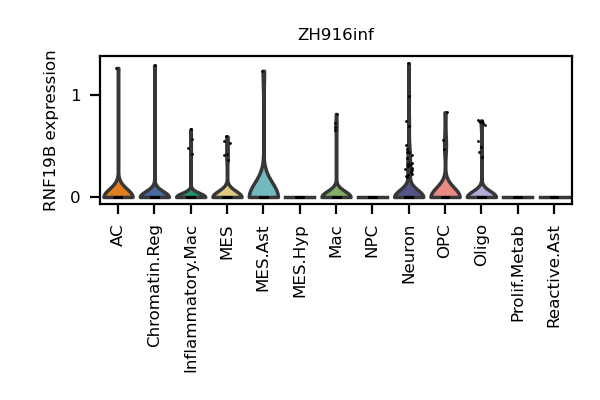 ZH916inf
RNF19B expression
1
0
AC
Chromatin.Reg
Inflammatory.Mac
MES
MES.Ast
MES.Hyp
Mac
NPC
Neuron
OPC
Oligo
Prolif.Metab
Reactive.Ast